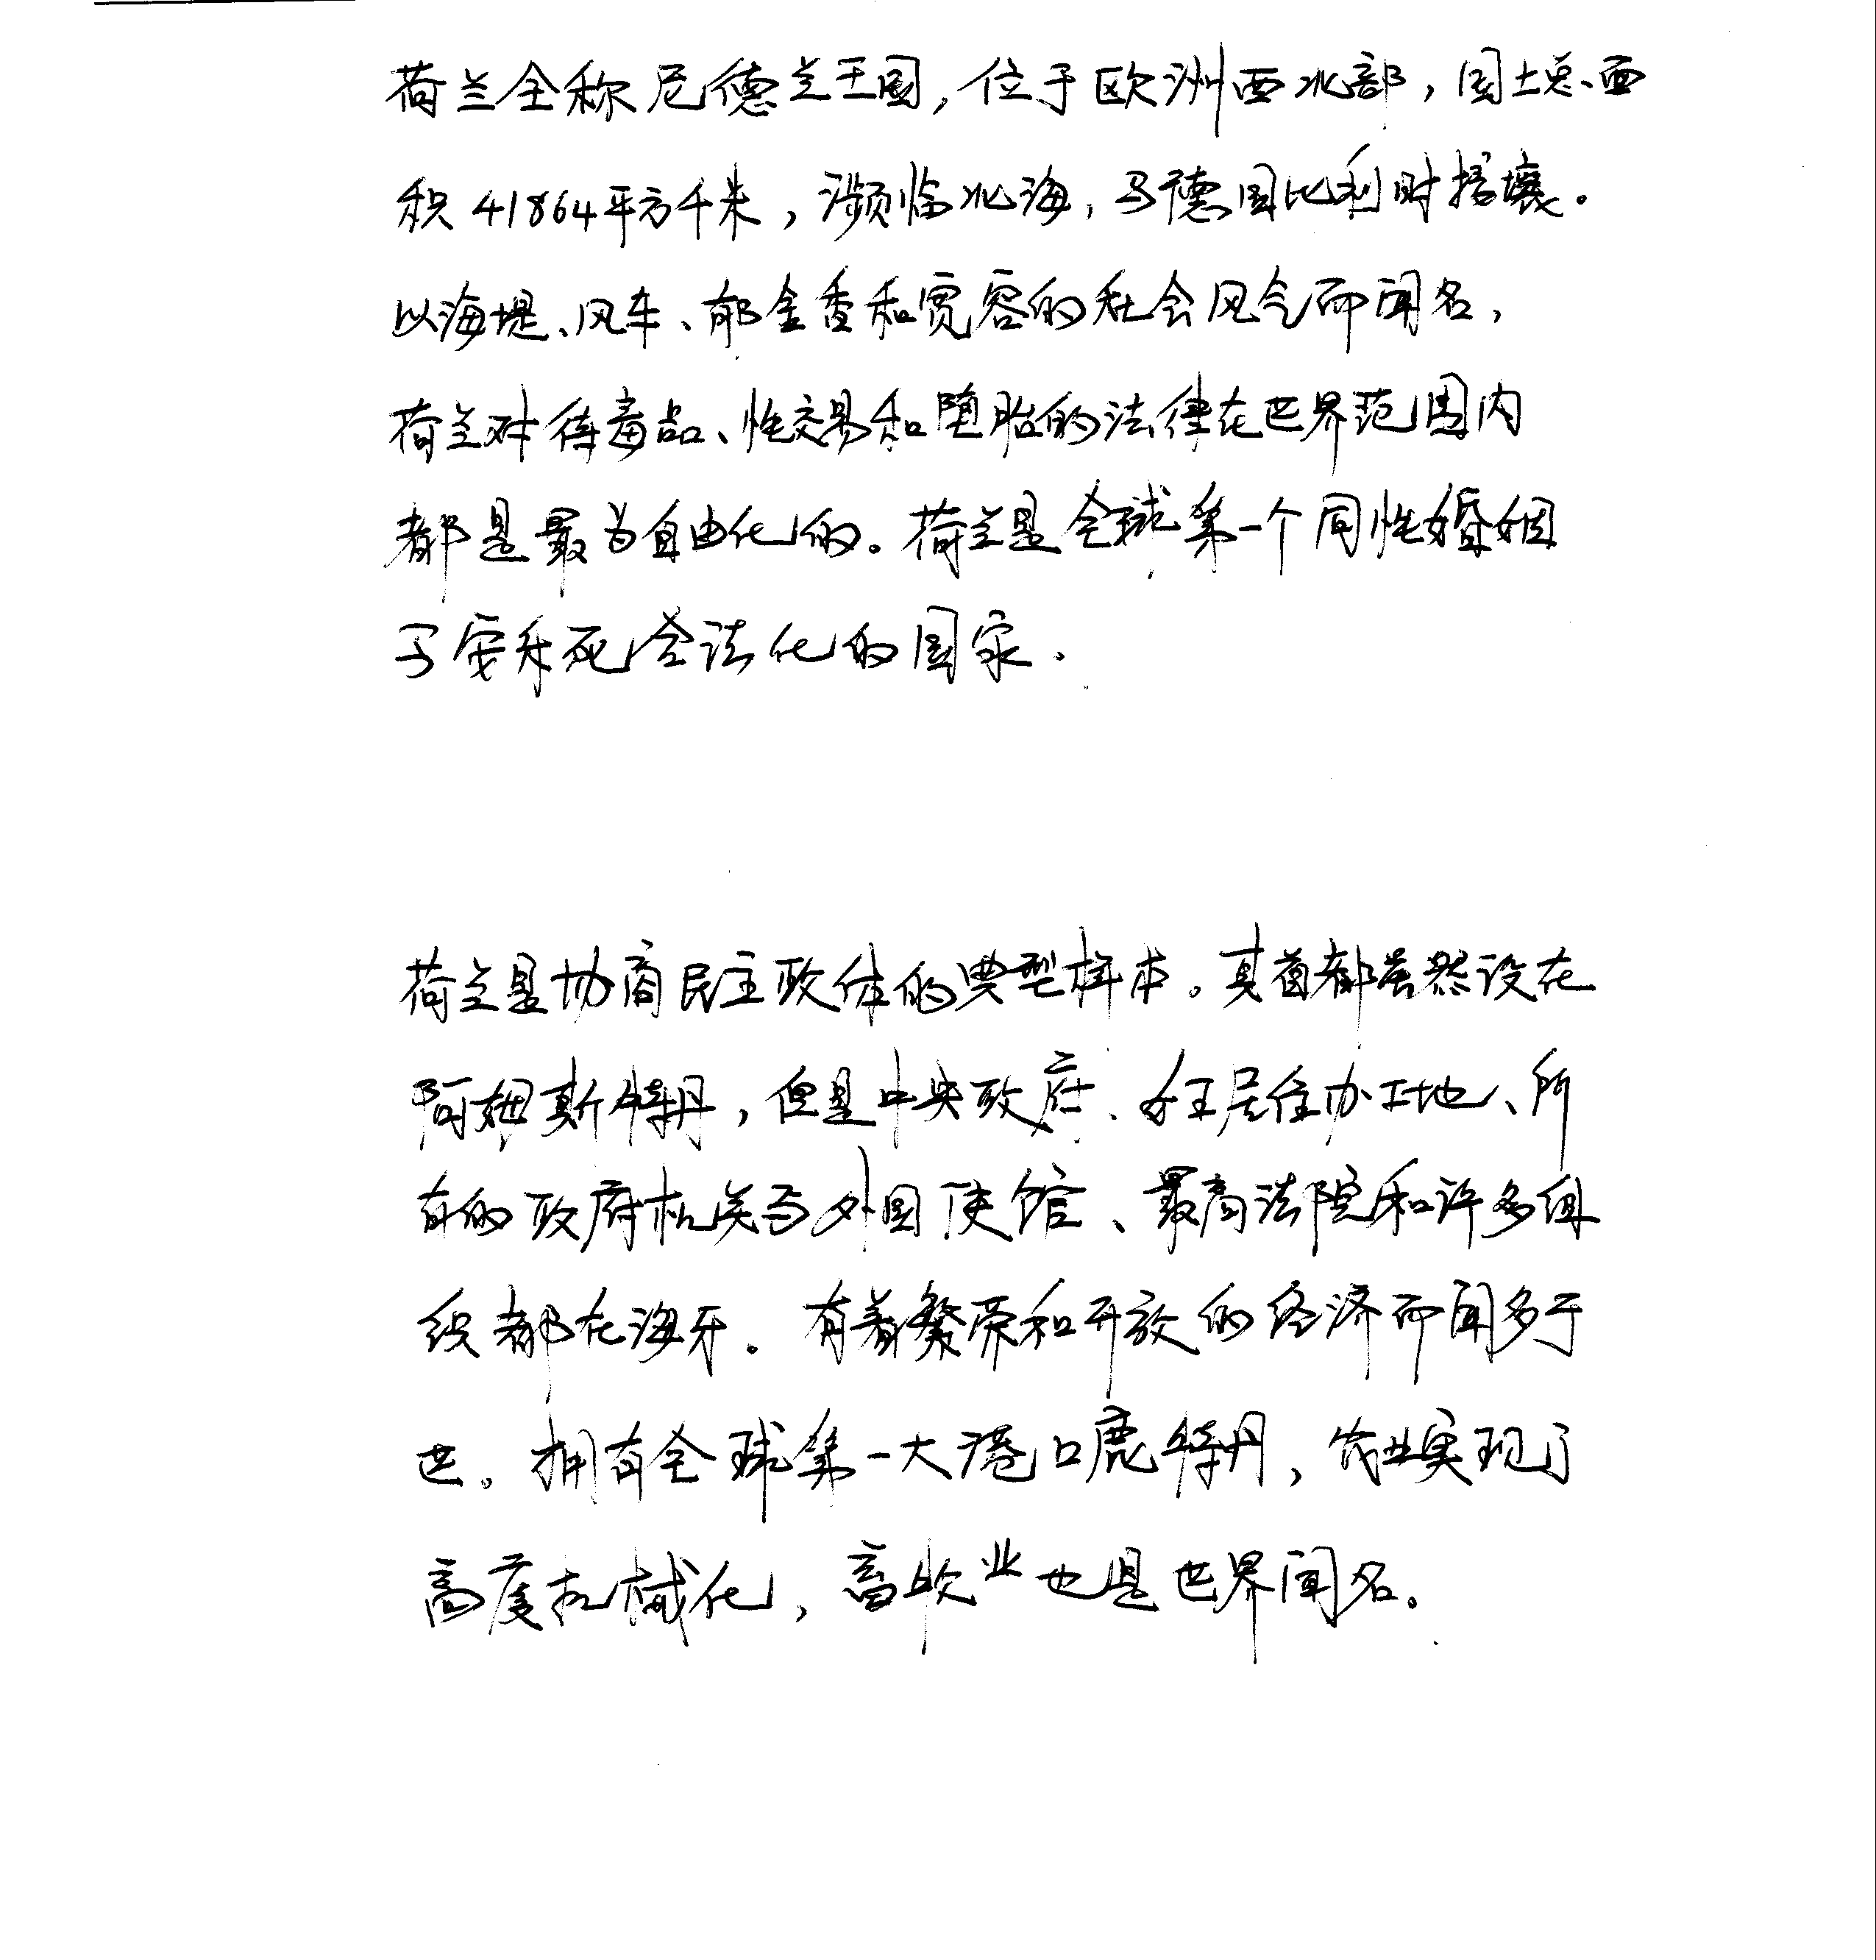 荷兰全称尼德兰王国,位于欧洲西北部,国土总面
积41864平方千米,濒临北海,与德国比利时接壤。
以海堤、风车、郁金香和宽容的社会风气而闻名,
荷兰对待毒品、性交易和堕胎的法律在世界范围内
都是最为自由化的。荷兰是全球第一个同性婚姻
与安乐死合法化的国家.
荷兰是协商民主政体的典型样本。其首都虽然设在
阿姆斯特丹,但是中央政府、女王居住办工地、所
有的政府机关与外国使馆、最高法院和许多组
织都在海牙。有着繁荣和开放的经济而闻名于
世。拥有全球第一大港口鹿特丹,农业实现了
高度机械化,畜牧业也是世界闻名。